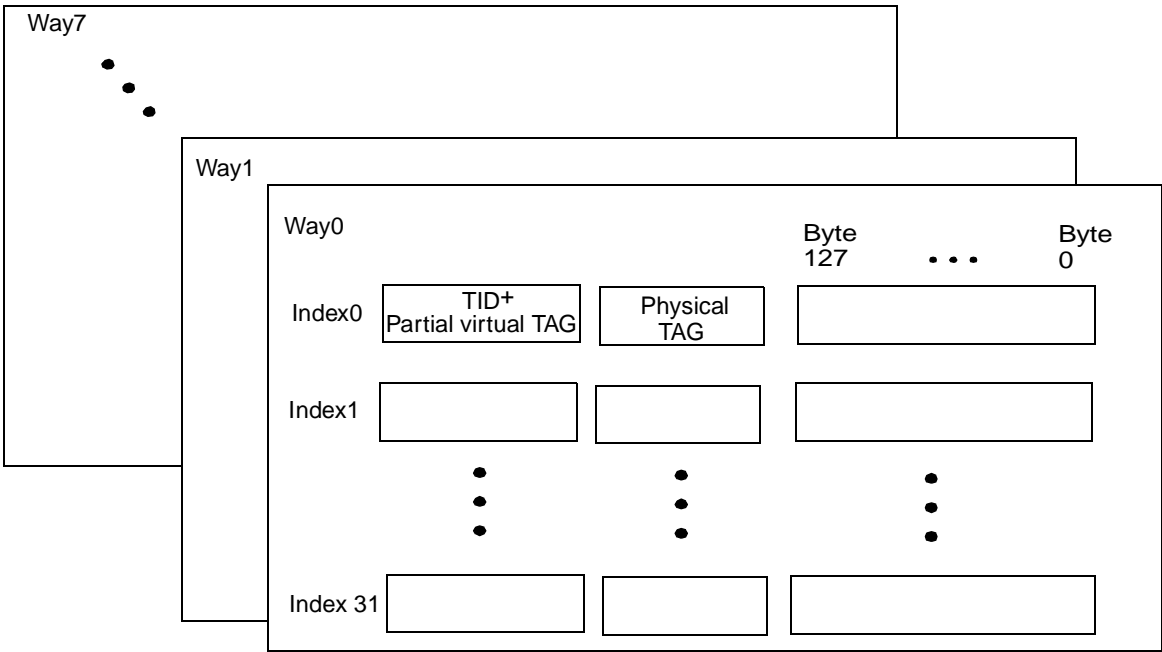 Way7
Way1
Way0
Byte
127
Byte
0
Index0
TID+
Partial virtual TAG
Physical
TAG
Index1
Index 31